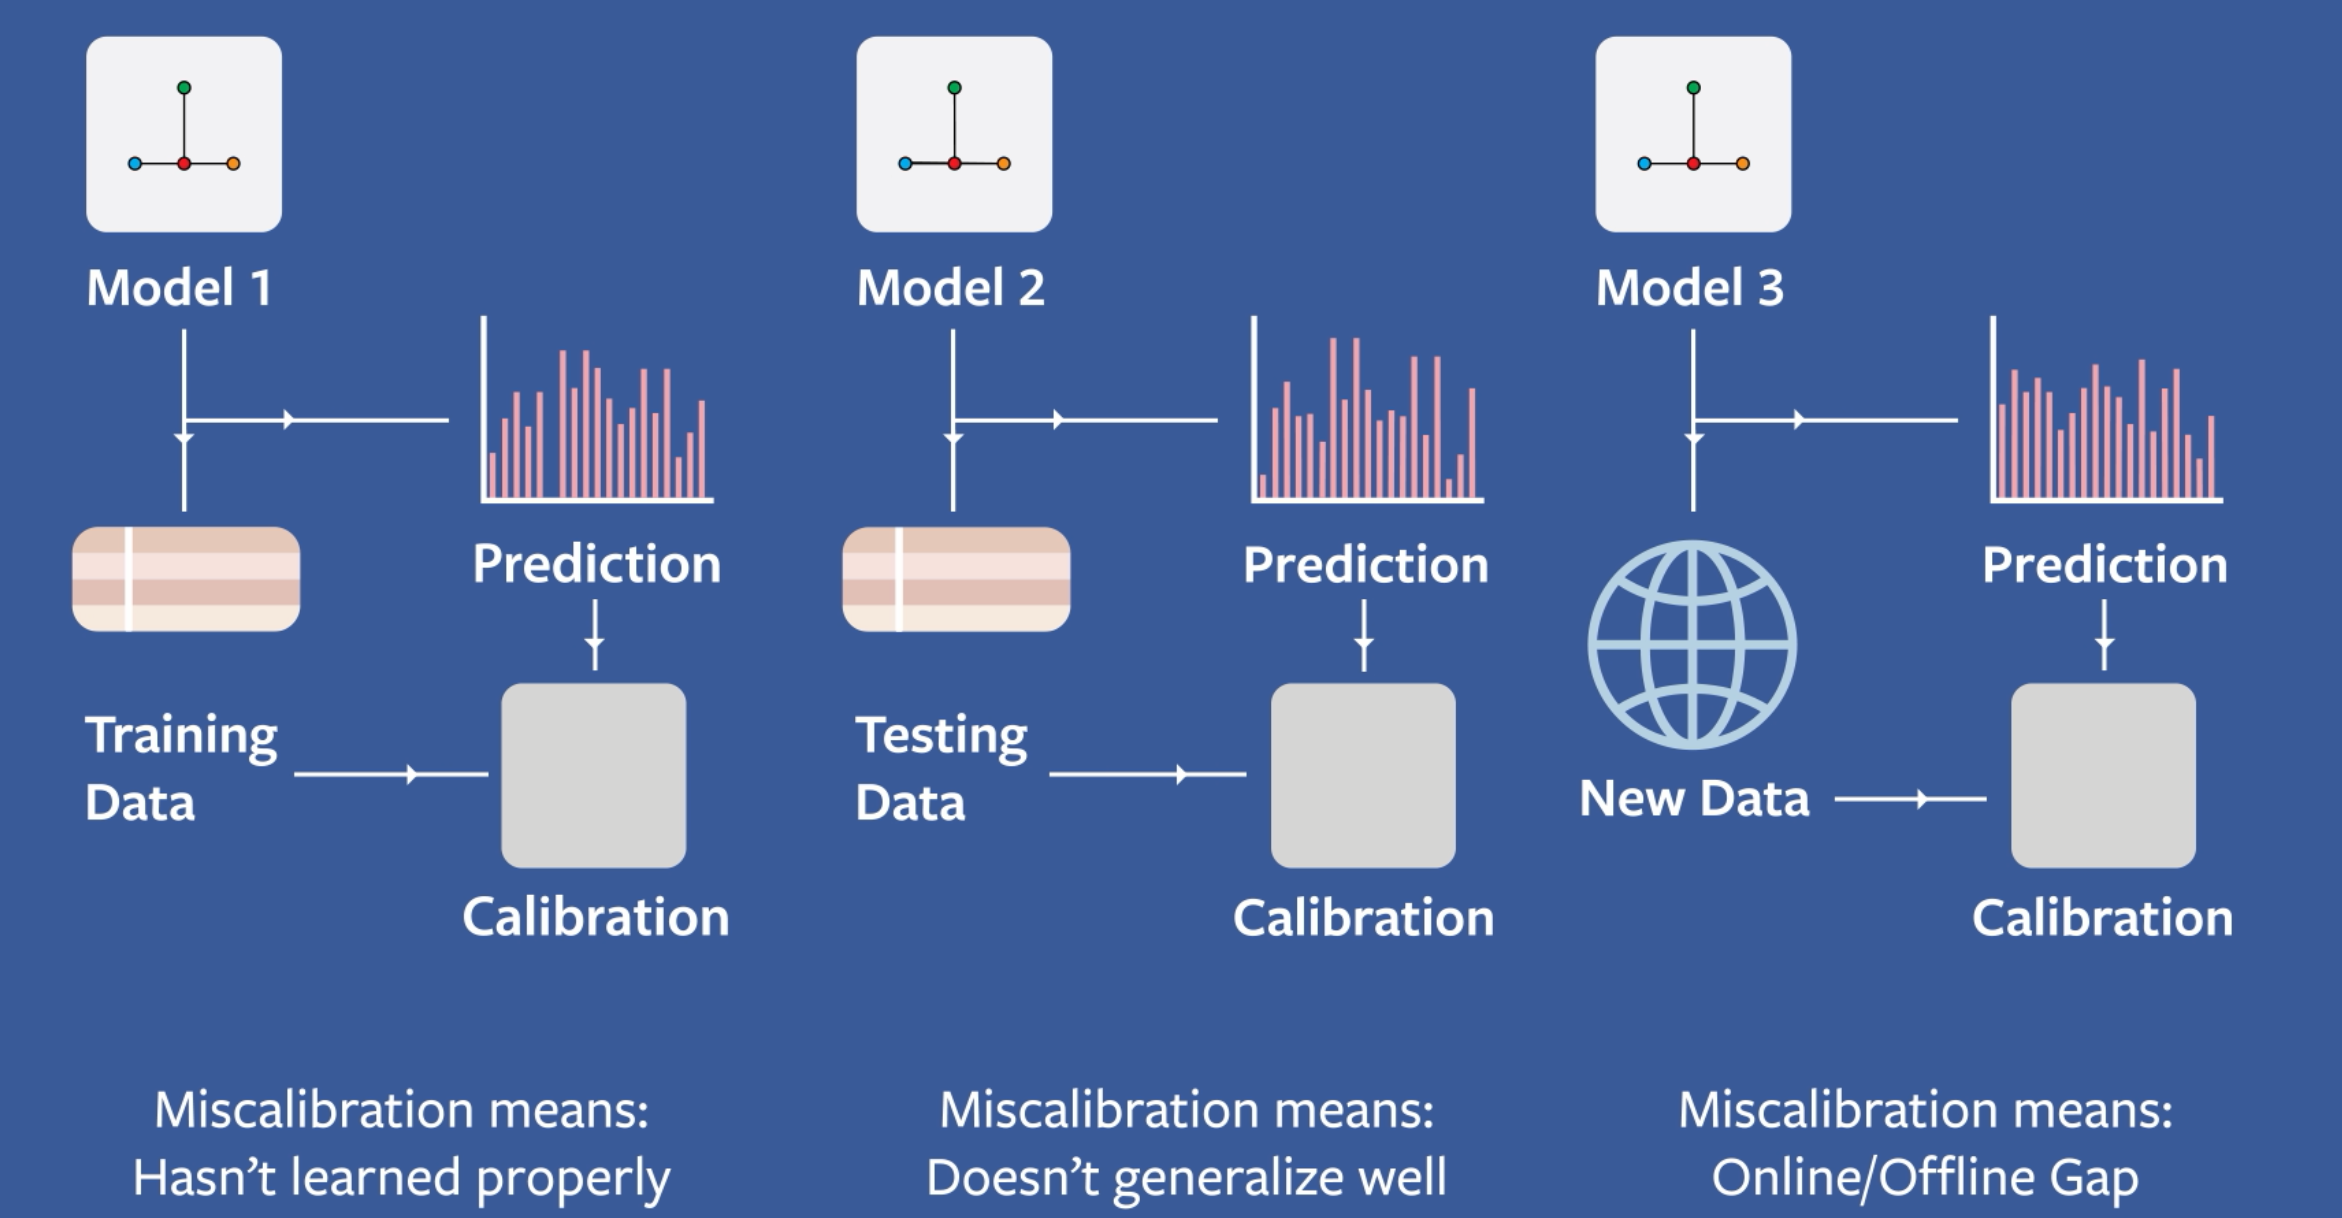 Model 1
Prediction
Training
Data
Calibration
Miscalibration means:
Hasn’t learned properly
Model 2
Prediction
Testing
Data
Calibration
Miscalibration means:
Doesn’t generalize well
Model 3
Prediction
New Data
Calibration
Miscalibration means:
Online/Offline Gap